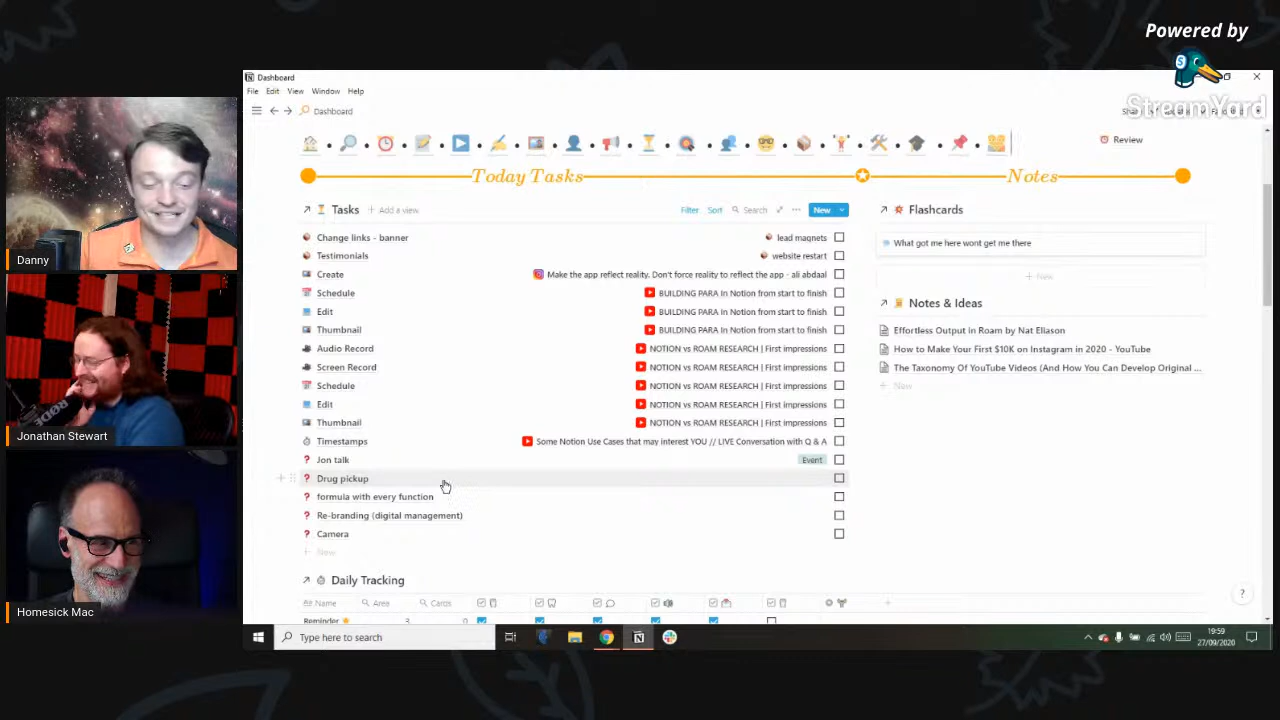 Powered by
StreamYard
Danny
Jonathan Stewart
Homesick Mac
Dashboard
File Edit View Window Help
Dashboard
Review
Today Tasks
Notes
Tasks
Add a view
Filter Sort Search New
Change links - banner lead magnets
Testimonials website restart
Create Make the app reflect reality. Don't force reality to reflect the app - ali abdaal
Schedule BUILDING PARA In Notion from start to finish
Edit BUILDING PARA In Notion from start to finish
Thumbnail BUILDING PARA In Notion from start to finish
Audio Record NOTION vs ROAM RESEARCH | First impressions
Screen Record NOTION vs ROAM RESEARCH | First impressions
Schedule NOTION vs ROAM RESEARCH | First impressions
Edit NOTION vs ROAM RESEARCH | First impressions
Thumbnail NOTION vs ROAM RESEARCH | First impressions
Timestamps Some Notion Use Cases that may interest YOU // LIVE Conversation with Q & A
Jon talk Event
Drug pickup
formula with every function
Re-branding (digital management)
Camera
New
Flashcards
What got me here wont get me there
New
Notes & Ideas
Effortless Output in Roam by Nat Eliason
How to Make Your First $10K on Instagram in 2020 - YouTube
The Taxonomy Of YouTube Videos (And How You Can Develop Original ...
New
Daily Tracking
Name Area Cards
Reminder 3 0
Type here to search
19:59
27/09/2020